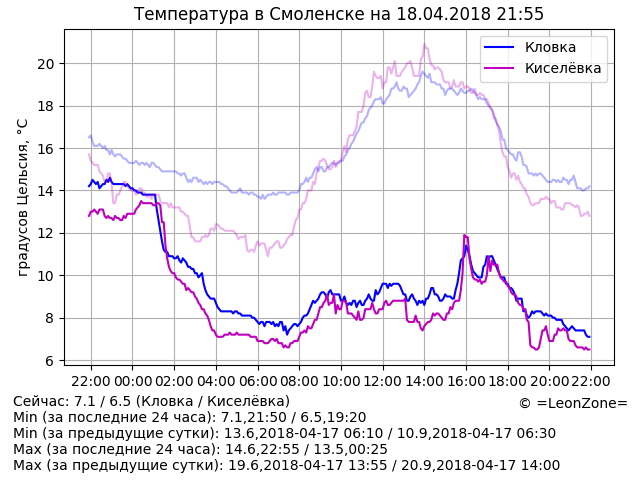 Температура в Смоленске на 18.04.2018 21:55
Кловка
Киселёвка
градусов Цельсия, °C
20
18
16
14
12
10
8
6
22:00 00:00 02:00 04:00 06:00 08:00 10:00 12:00 14:00 16:00 18:00 20:00 22:00
Сейчас: 7.1 / 6.5 (Кловка / Киселёвка)
© =LeonZone=
Min (за последние 24 часа): 7.1,21:50 / 6.5,19:20
Min (за предыдущие сутки): 13.6,2018-04-17 06:10 / 10.9,2018-04-17 06:30
Max (за последние 24 часа): 14.6,22:55 / 13.5,00:25
Max (за предыдущие сутки): 19.6,2018-04-17 13:55 / 20.9,2018-04-17 14:00